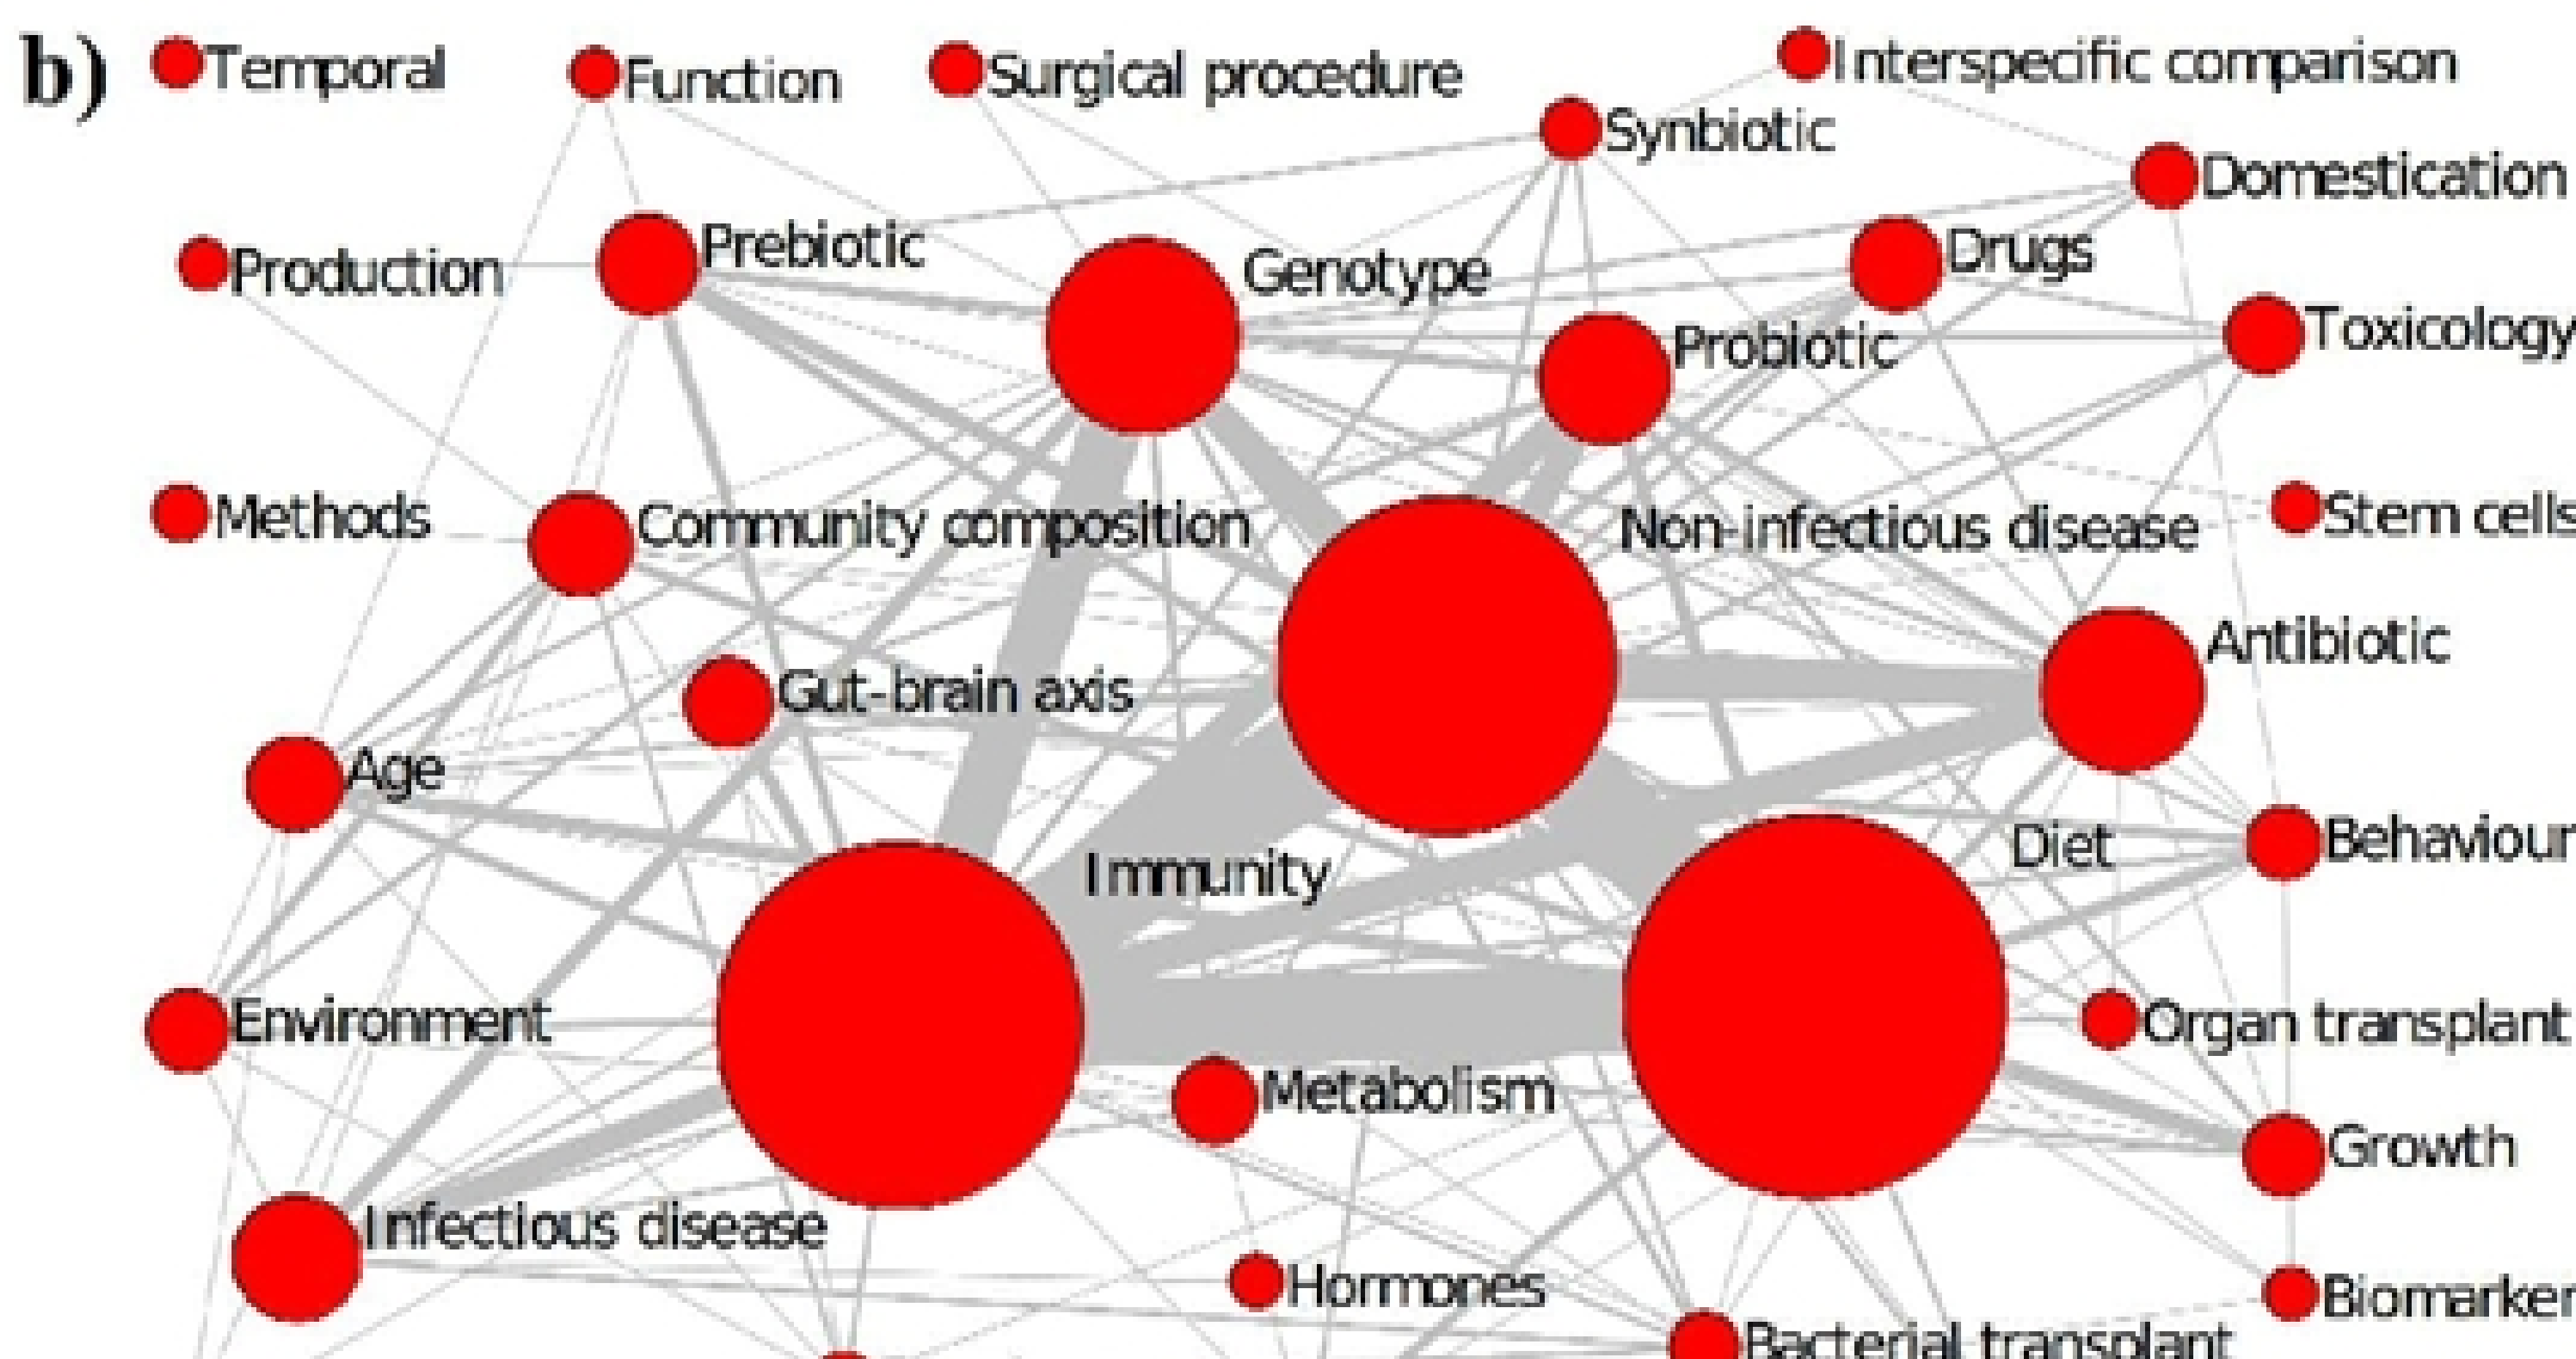 b)
Temporal
Function
Surgical procedure
Interspecific comparison
Synbiotic
Domestication
Production
Prebiotic
Genotype
Drugs
Probiotic
Toxicology
Methods
Community composition
Non-infectious disease
Stem cells
Gut-brain axis
Antibiotic
Age
Immunity
Diet
Behaviour
Environment
Metabolism
Organ transplant
Growth
Infectious disease
Hormones
Biomarker
Bacterial transplant